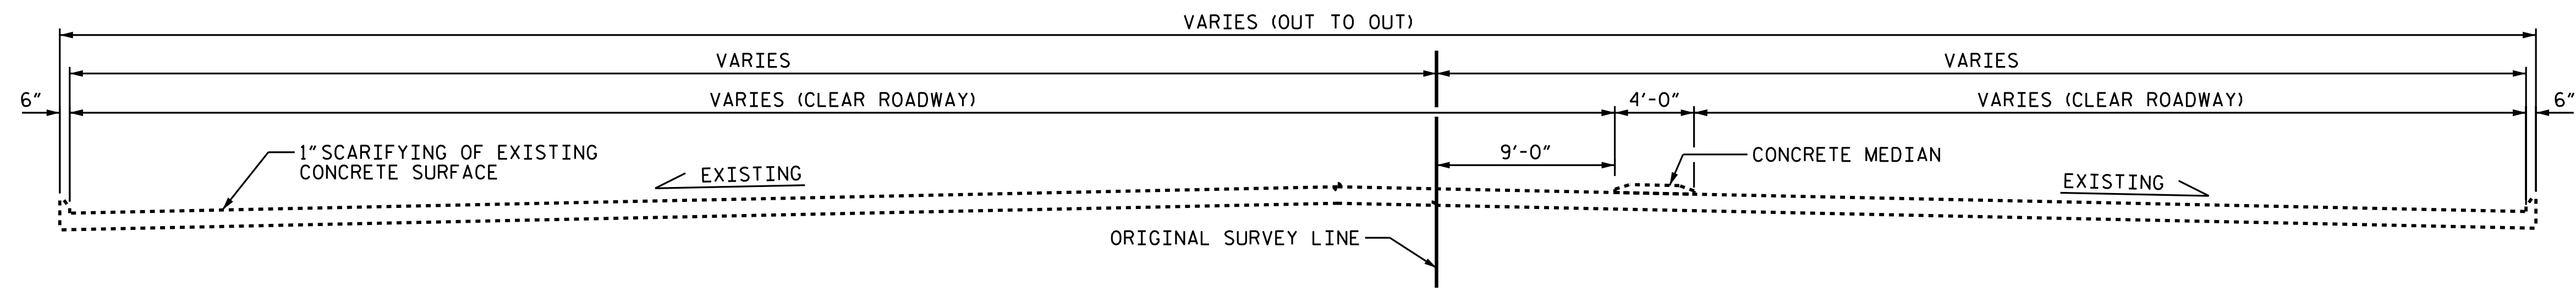 VARIES (OUT TO OUT)
VARIES
VARIES
6"
VARIES (CLEAR ROADWAY)
4'-0"
VARIES (CLEAR ROADWAY)
6"
1" SCARIFYING OF EXISTING
CONCRETE SURFACE
EXISTING
9'-0"
CONCRETE MEDIAN
EXISTING
ORIGINAL SURVEY LINE